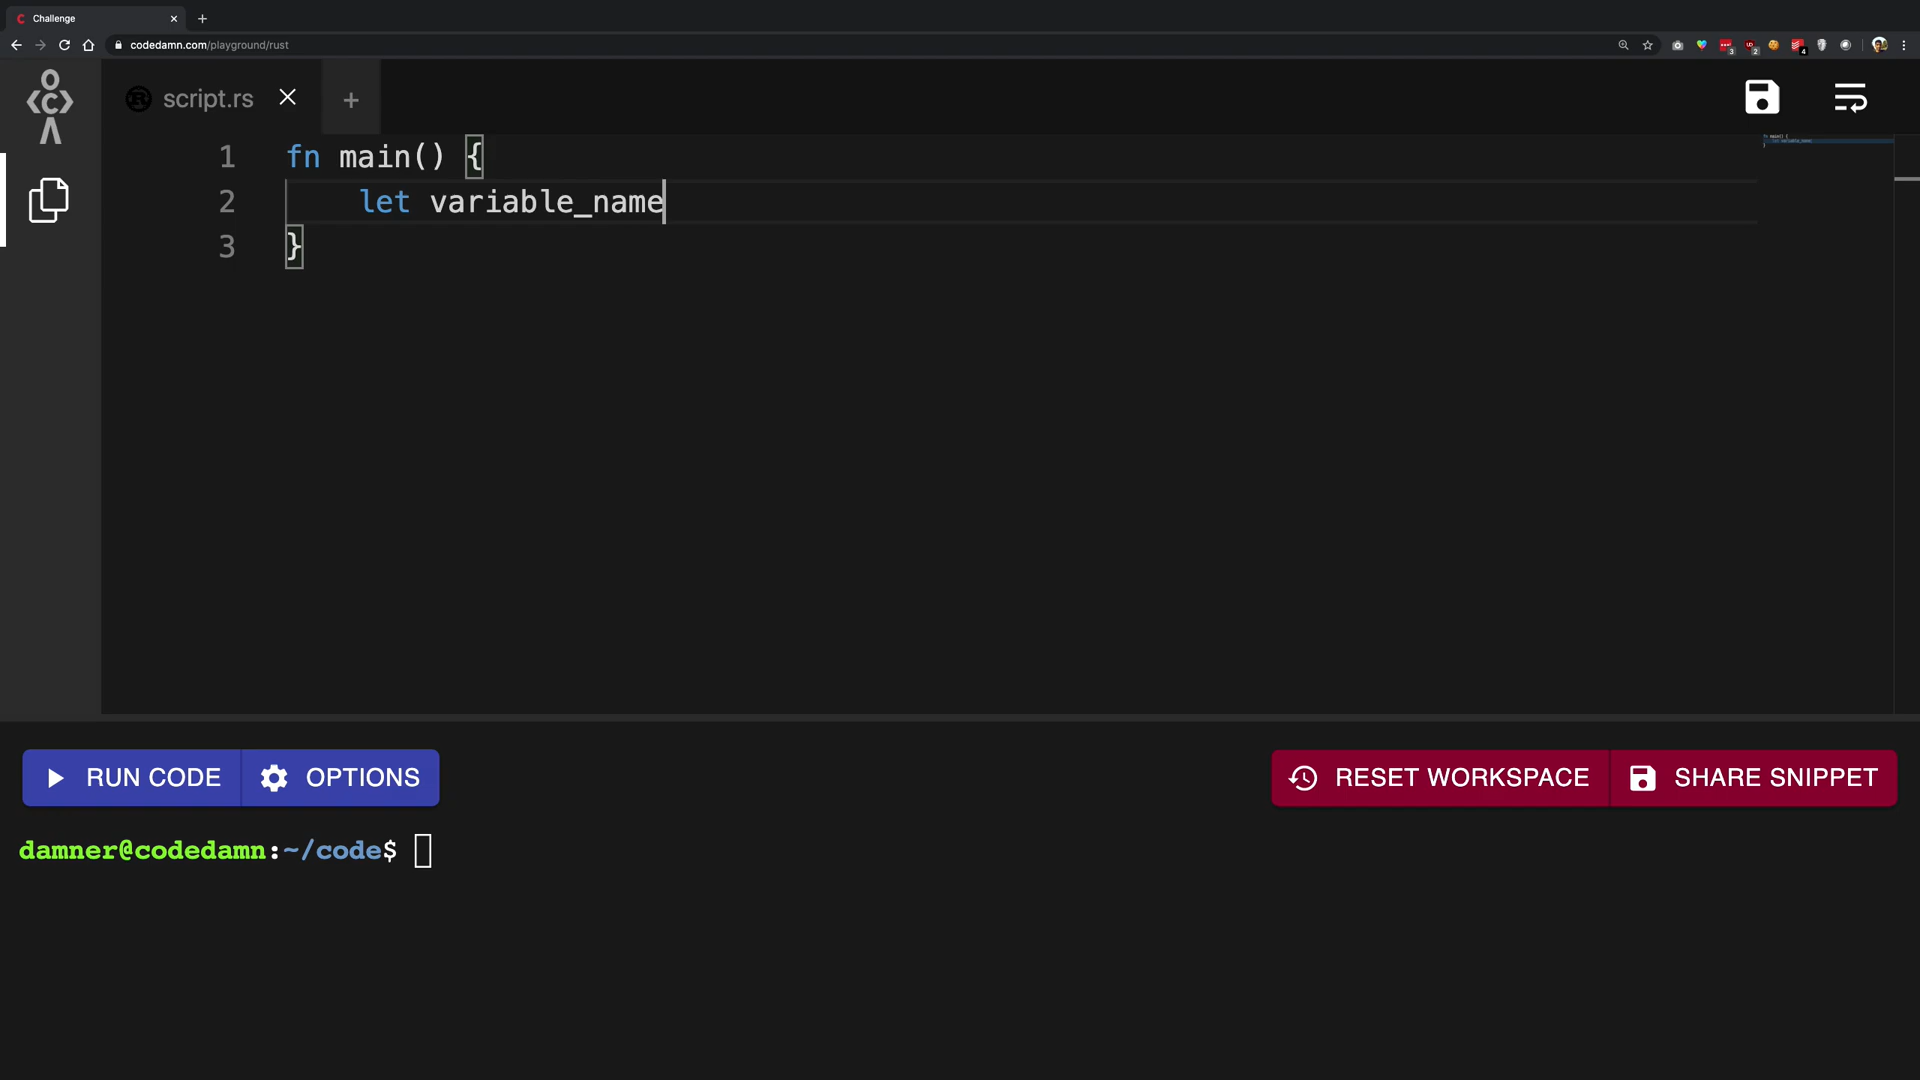 Challenge
codedamn.com/playground/rust
script.rs
1 fn main() {
2 let variable_name
3 }
RUN CODE OPTIONS RESET WORKSPACE SHARE SNIPPET
damner@codedamn:~/code$